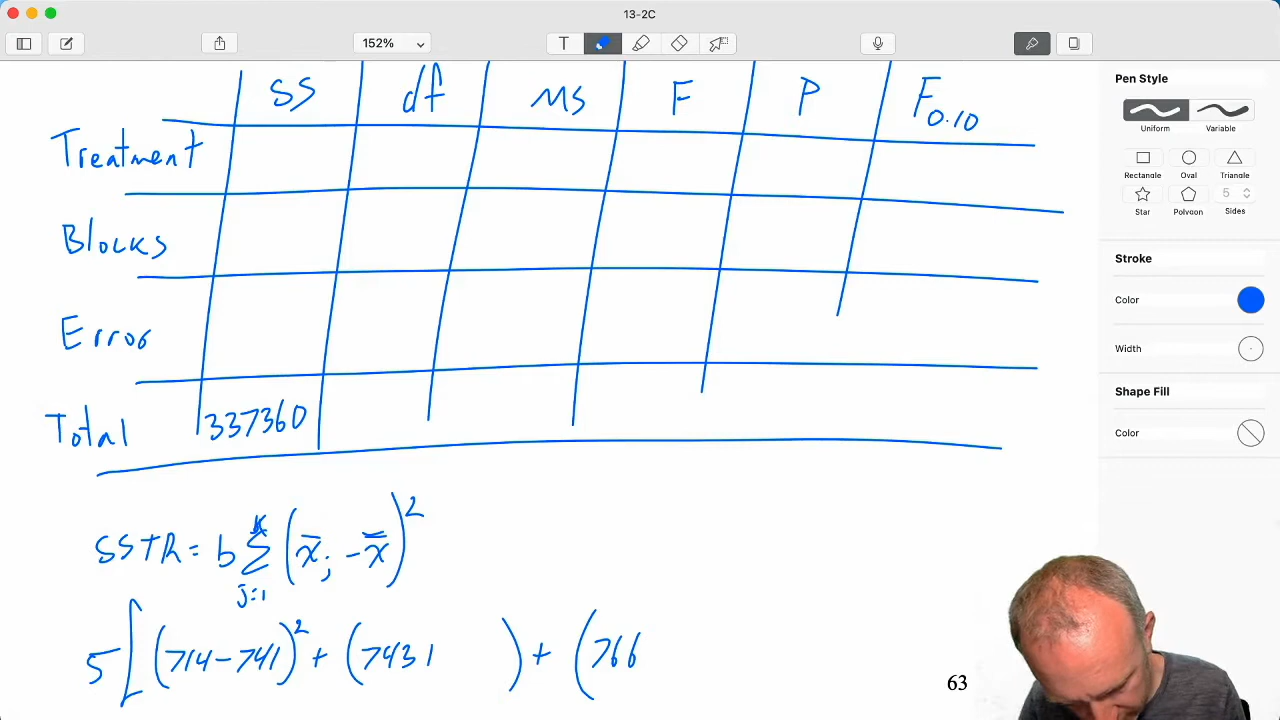 13-2C
152%
T
Pen Style
Uniform Variable
Rectangle Oval Triangle
Star Polygon 5 Sides
Stroke
Color
Width
Shape Fill
Color
SS df MS F P F0.10
Treatment
Blocks
Error
Total 337360
SSTR = b Σ j=1 k (x̄j - x̿)²
5[(714-741)² + (7431 ) + (766
63